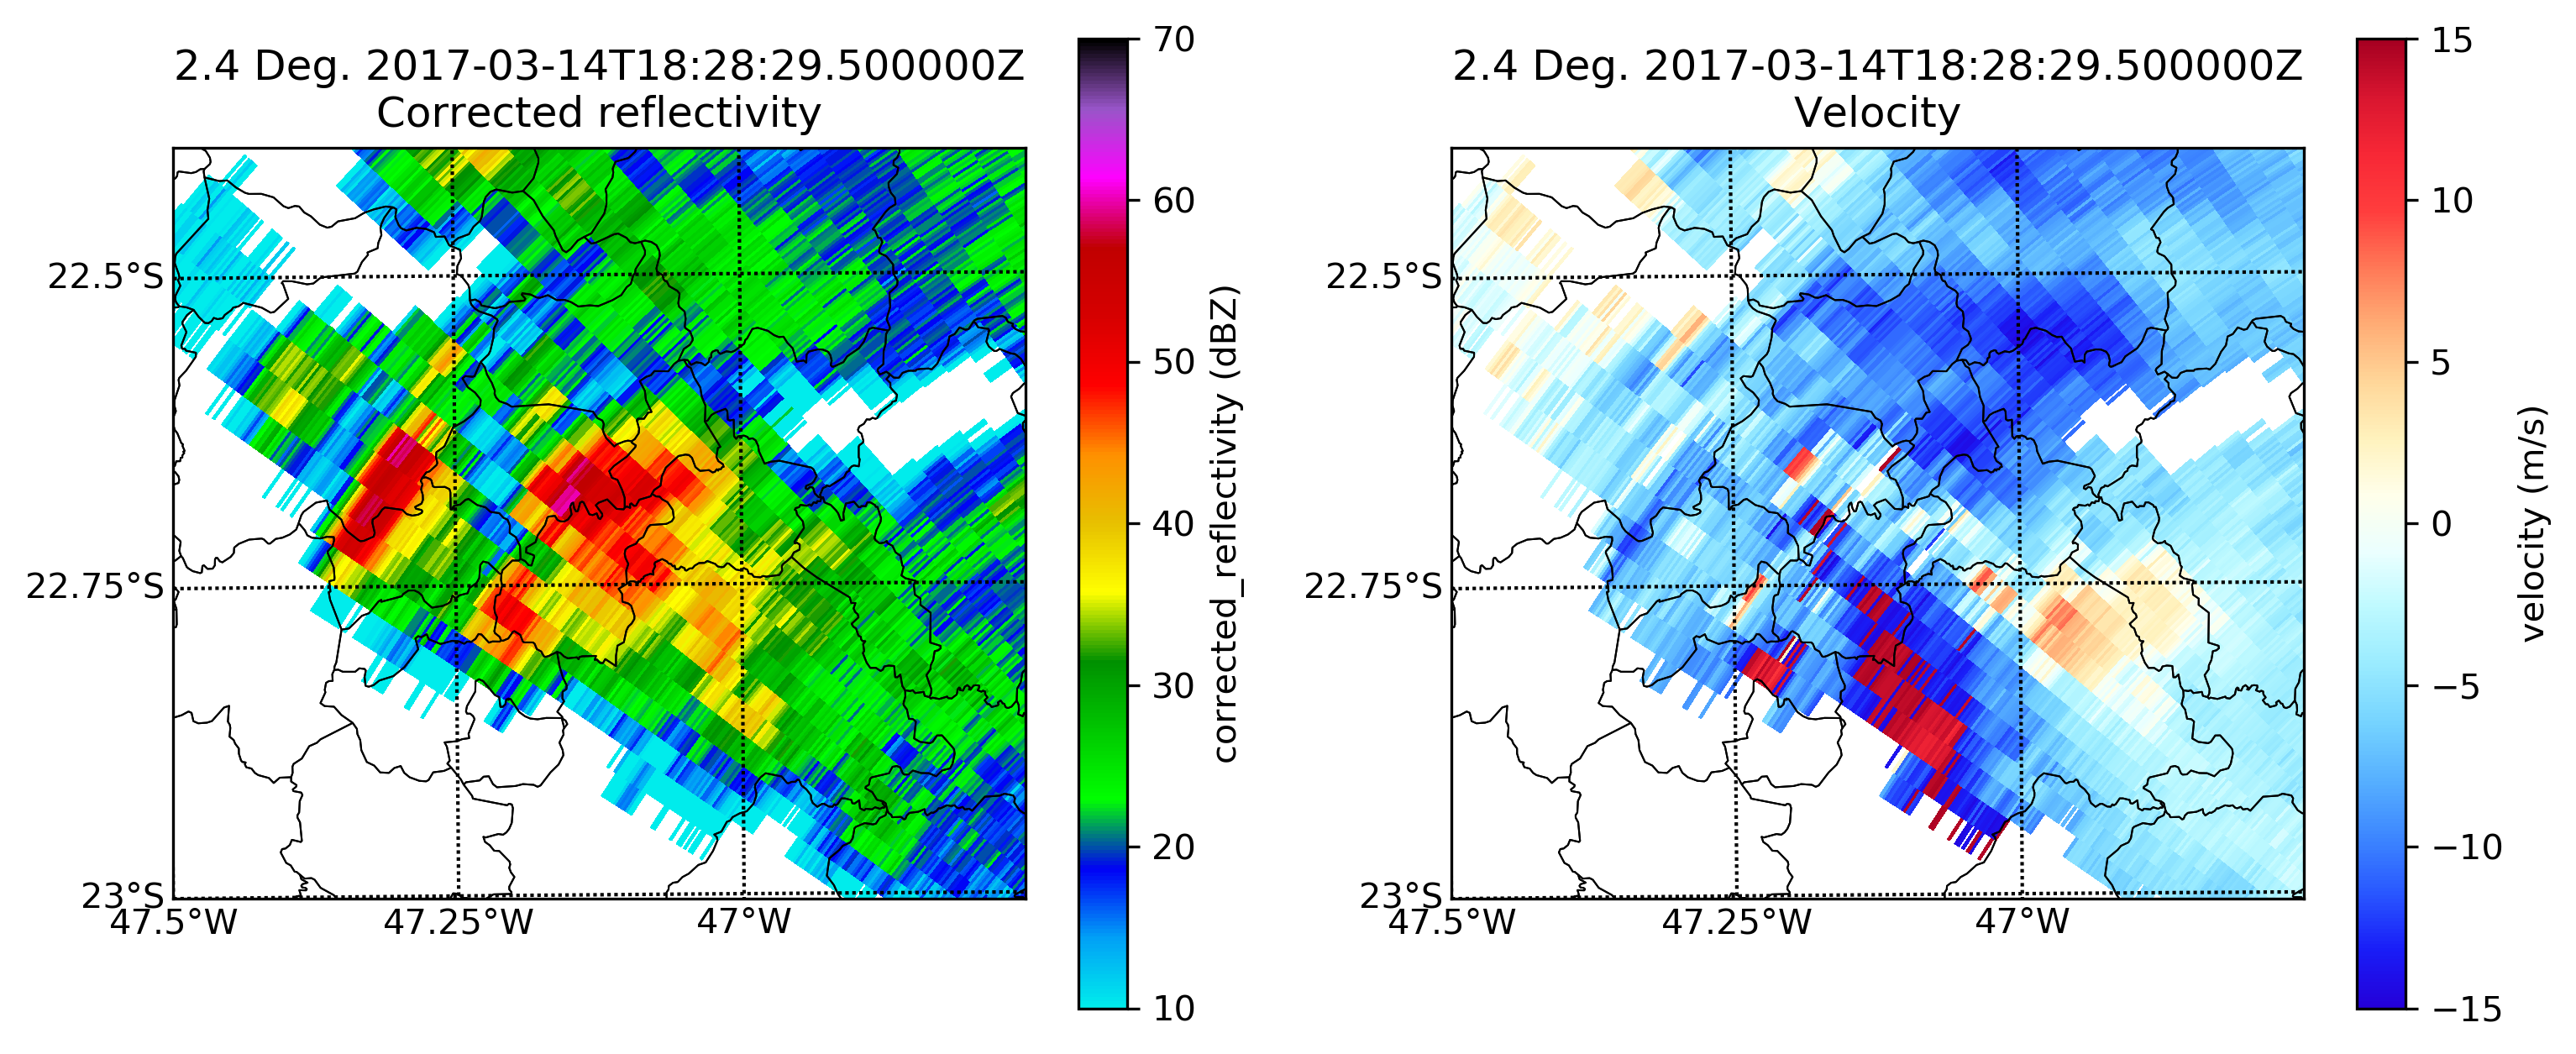 2.4 Deg. 2017-03-14T18:28:29.500000Z
Corrected reflectivity
22.5°S
22.75°S
23°S
47.5°W
47.25°W
47°W
70
60
50
40
30
20
10
corrected_reflectivity (dBZ)
2.4 Deg. 2017-03-14T18:28:29.500000Z
Velocity
22.5°S
22.75°S
23°S
47.5°W
47.25°W
47°W
15
10
5
0
−5
−10
−15
velocity (m/s)